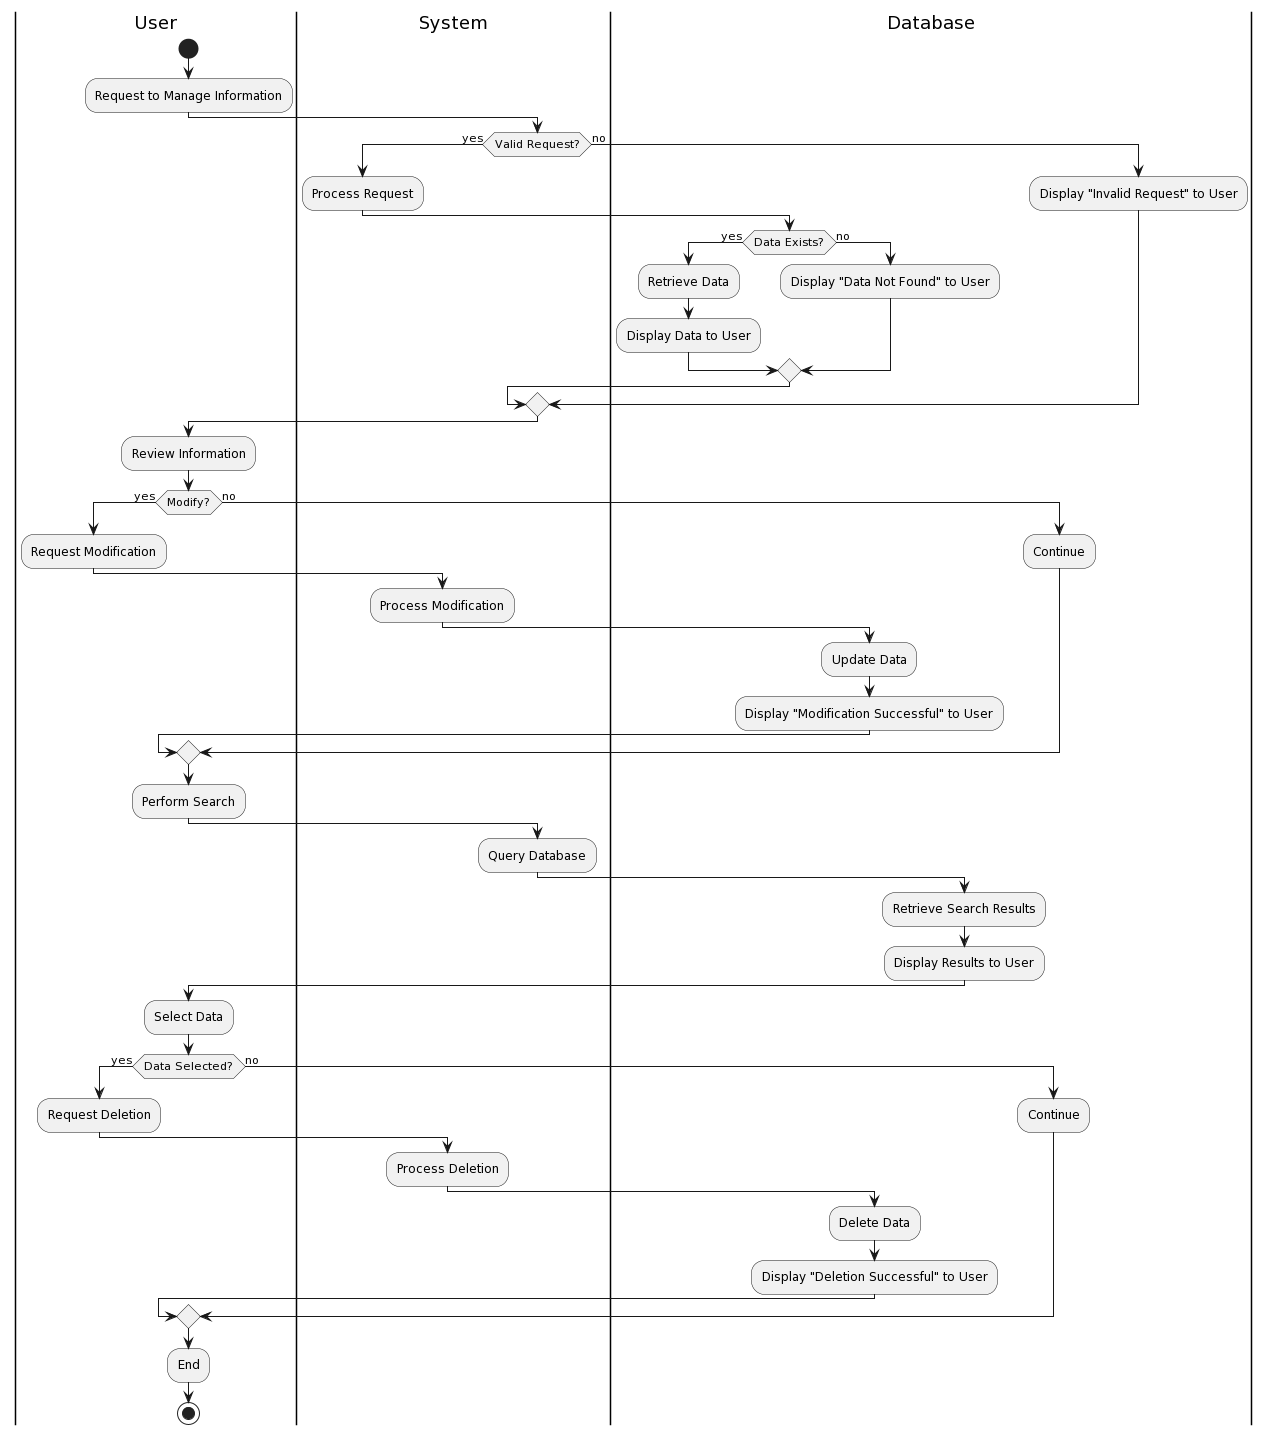 User
System
Database
Request to Manage Information
yes
Valid Request?
no
Process Request
Display "Invalid Request" to User
yes
Data Exists?
no
Retrieve Data
Display "Data Not Found" to User
Display Data to User
Review Information
yes
Modify?
no
Request Modification
Continue
Process Modification
Update Data
Display "Modification Successful" to User
Perform Search
Query Database
Retrieve Search Results
Display Results to User
Select Data
yes
Data Selected?
no
Request Deletion
Continue
Process Deletion
Delete Data
Display "Deletion Successful" to User
End